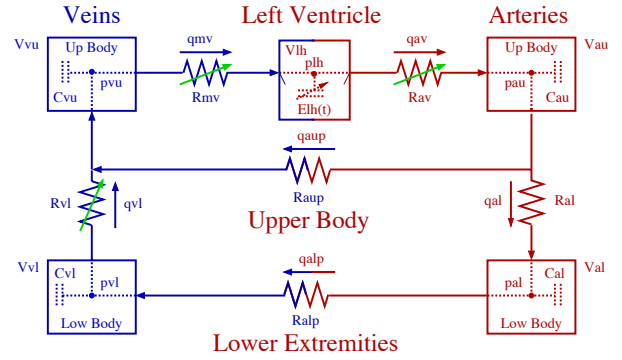 Veins
Left Ventricle
Arteries
Vvu
Up Body
pvu
Cvu
qmv
Rmv
Vlh
plh
Elh(t)
qav
Rav
Up Body
pau
Cau
Vau
qaup
Raup
Upper Body
Rvl
qvl
qal
Ral
Vvl
Cvl
pvl
Low Body
qalp
Ralp
Lower Extremities
Cal
pal
Low Body
Val